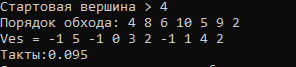 Стартовая вершина > 4
Порядок обхода: 4 8 6 10 5 9 2
Ves = -1 5 -1 0 3 2 -1 1 4 2
Такты:0.095